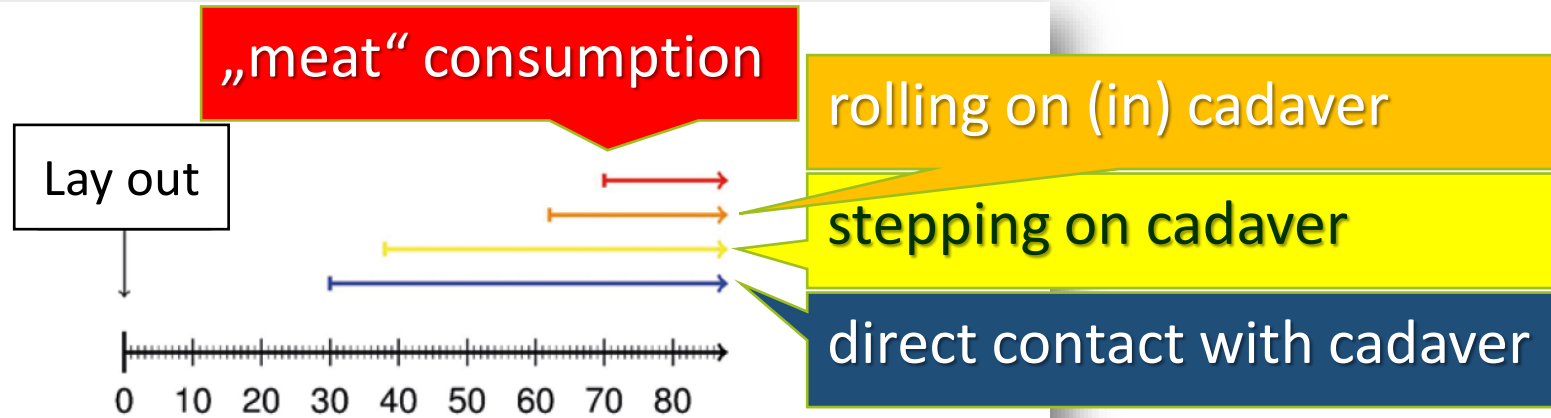 „meat“ consumption
rolling on (in) cadaver
Lay out
stepping on cadaver
direct contact with cadaver
0 10 20 30 40 50 60 70 80